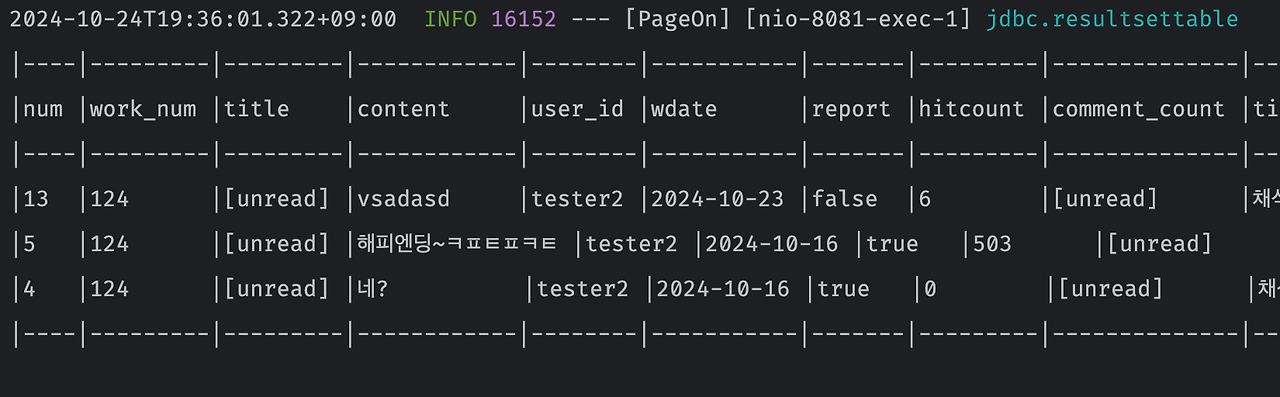 2024-10-24T19:36:01.322+09:00  INFO 16152 --- [PageOn] [nio-8081-exec-1] jdbc.resultsettable
|----|---------|---------|------------|--------|-----------|-------|---------|--------------|--
|num |work_num |title    |content     |user_id |wdate      |report |hitcount |comment_count |ti
|----|---------|---------|------------|--------|-----------|-------|---------|--------------|--
|13  |124      |[unread] |vsadasd     |tester2 |2024-10-23 |false  |6        |[unread]      |채
|5   |124      |[unread] |해피엔딩~ㅋㅍㅌㅍㅋㅌ |tester2 |2024-10-16 |true   |503      |[unread]
|4   |124      |[unread] |네?          |tester2 |2024-10-16 |true   |0        |[unread]      |채
|----|---------|---------|------------|--------|-----------|-------|---------|--------------|--